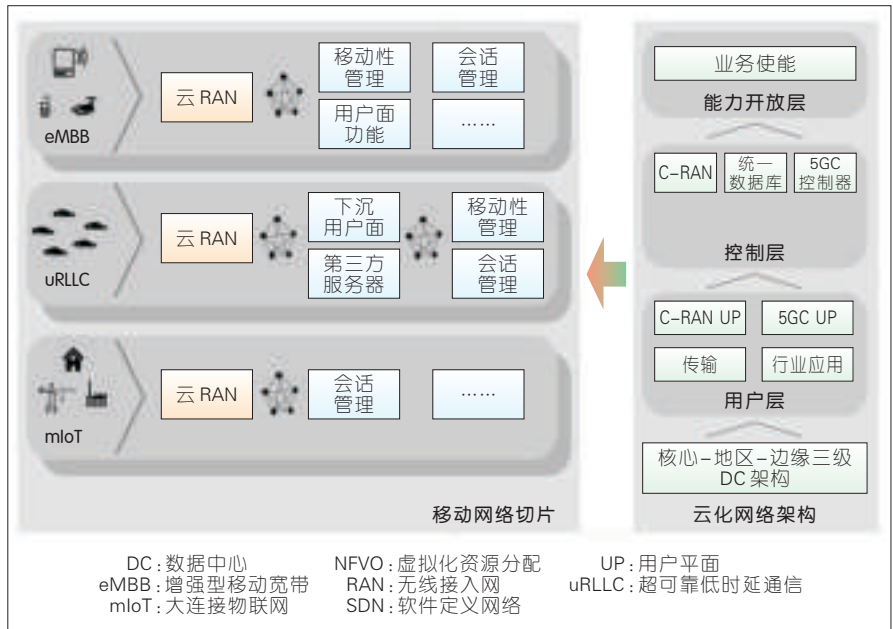 eMBB
云 RAN
移动性
管理
会话
管理
用户面
功能
……
uRLLC
云 RAN
下沉
用户面
移动性
管理
第三方
服务器
会话
管理
mIoT
云 RAN
会话
管理
……
移动网络切片
业务使能
能力开放层
C-RAN
统一
数据库
5GC
控制器
控制层
C-RAN UP
5GC UP
传输
行业应用
用户层
核心-地区-边缘三级
DC 架构
云化网络架构
DC:数据中心
eMBB:增强型移动宽带
mIoT:大连接物联网
NFVO:虚拟化资源分配
RAN:无线接入网
SDN:软件定义网络
UP:用户平面
uRLLC:超可靠低时延通信